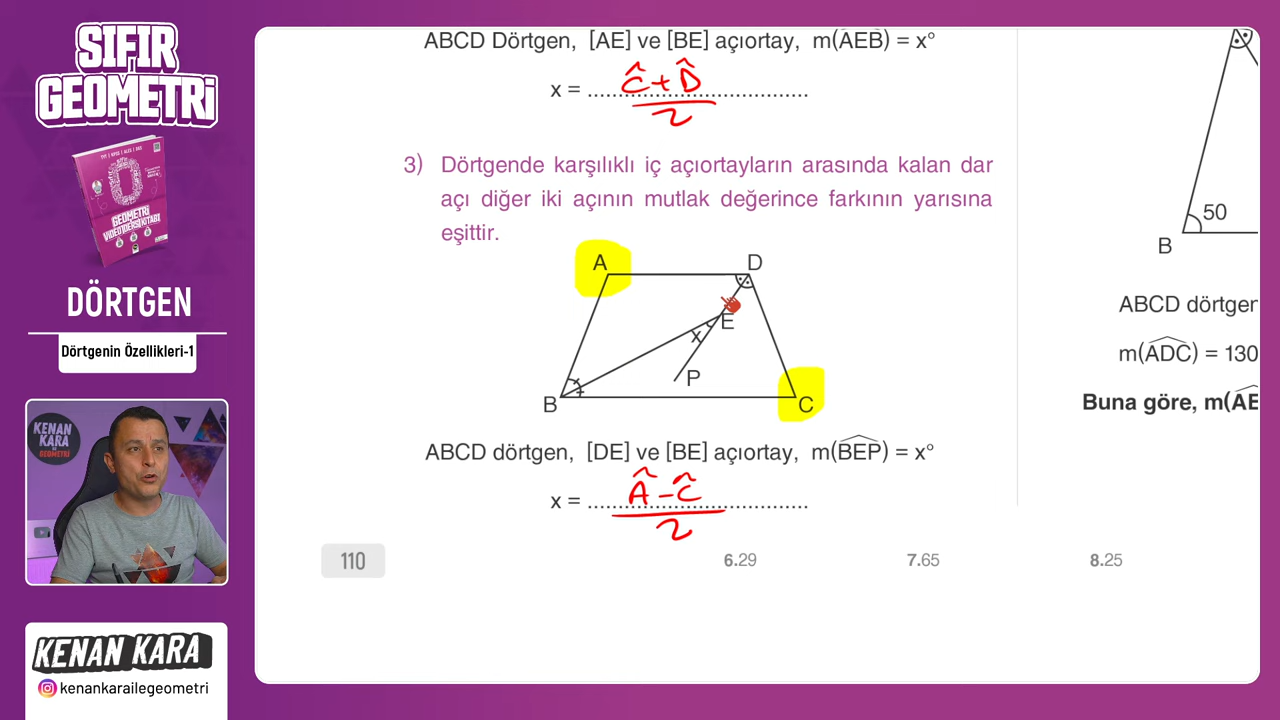 SIFIR
GEOMETRİ
GEOMETRİ
VİDEO DERS KİTABI
DÖRTGEN
Dörtgenin Özellikleri-1
KENAN
KARA
GEOMETRİ
KENAN KARA
kenankarailegeometri
ABCD Dörtgen, [AE] ve [BE] açıortay, m(AEB) = x°
x = ........ Ĉ + D̂ / 2 ........
3) Dörtgende karşılıklı iç açıortayların arasında kalan dar
açı diğer iki açının mutlak değerince farkının yarısına
eşittir.
A
D
E
x
P
B
C
ABCD dörtgen, [DE] ve [BE] açıortay, m(BEP) = x°
x = ........ Â - Ĉ / 2 ........
110
6.29
7.65
8.25
50
B
ABCD dörtgen
m(ADC) = 130
Buna göre, m(AE